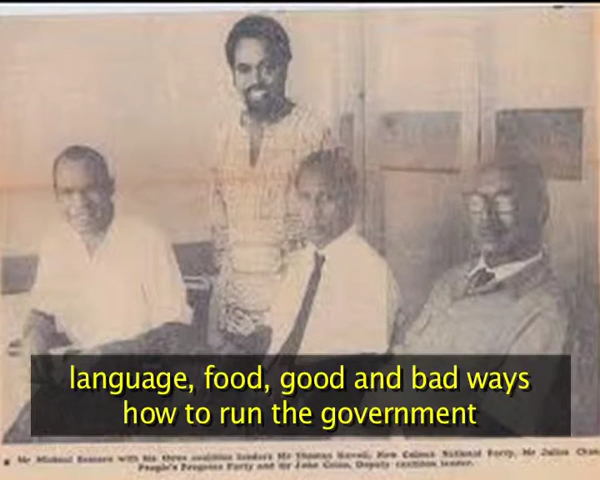 language, food, good and bad ways
how to run the government
Mr Michael Somare with his three coalition leaders Mr Thomas Kavali, New Guinea National Party, Mr Julius Chan
People's Progress Party and Mr John Guise, Deputy coalition leader.